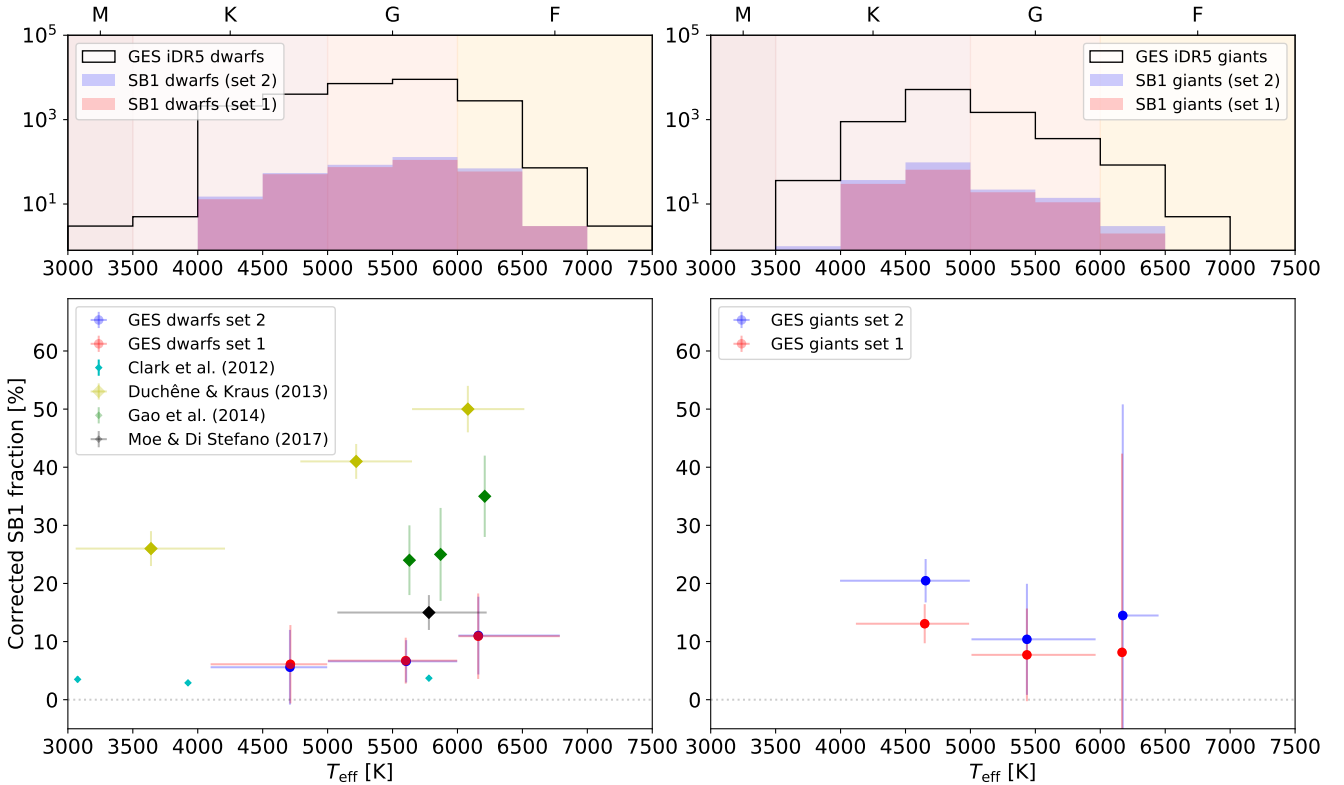 M K G F
M K G F
10^5
10^3
10^1
GES iDR5 dwarfs
SB1 dwarfs (set 2)
SB1 dwarfs (set 1)
3000 3500 4000 4500 5000 5500 6000 6500 7000 7500
10^5
10^3
10^1
GES iDR5 giants
SB1 giants (set 2)
SB1 giants (set 1)
3000 3500 4000 4500 5000 5500 6000 6500 7000 7500
Corrected SB1 fraction [%]
60
50
40
30
20
10
0
GES dwarfs set 2
GES dwarfs set 1
Clark et al. (2012)
Duchêne & Kraus (2013)
Gao et al. (2014)
Moe & Di Stefano (2017)
3000 3500 4000 4500 5000 5500 6000 6500 7000 7500
T_eff [K]
60
50
40
30
20
10
0
GES giants set 2
GES giants set 1
3000 3500 4000 4500 5000 5500 6000 6500 7000 7500
T_eff [K]